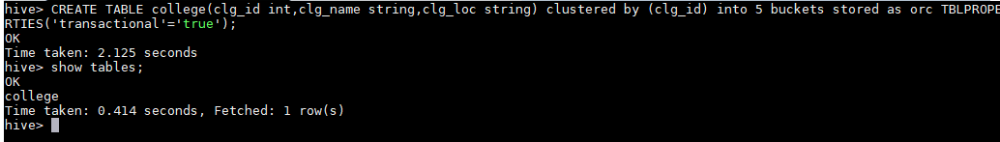 hive> CREATE TABLE college(clg_id int,clg_name string,clg_loc string) clustered by (clg_id) into 5 buckets stored as orc TBLPROPE
RTIES('transactional'='true');
OK
Time taken: 2.125 seconds
hive> show tables;
OK
college
Time taken: 0.414 seconds, Fetched: 1 row(s)
hive>